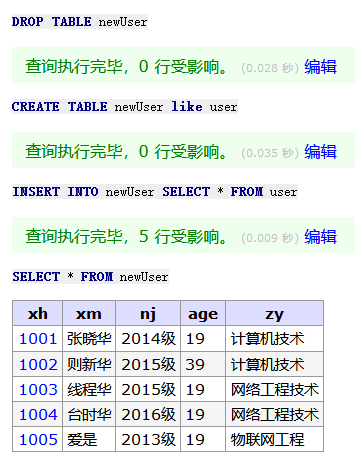 DROP TABLE newUser
查询执行完毕，0 行受影响。 (0.028 秒) 编辑
CREATE TABLE newUser like user
查询执行完毕，0 行受影响。 (0.035 秒) 编辑
INSERT INTO newUser SELECT * FROM user
查询执行完毕，5 行受影响。 (0.009 秒) 编辑
SELECT * FROM newUser
xh xm nj age zy
1001 张晓华 2014级 19 计算机技术
1002 则新华 2015级 39 计算机技术
1003 线程华 2015级 19 网络工程技术
1004 台时华 2016级 19 网络工程技术
1005 爱是 2013级 19 物联网工程